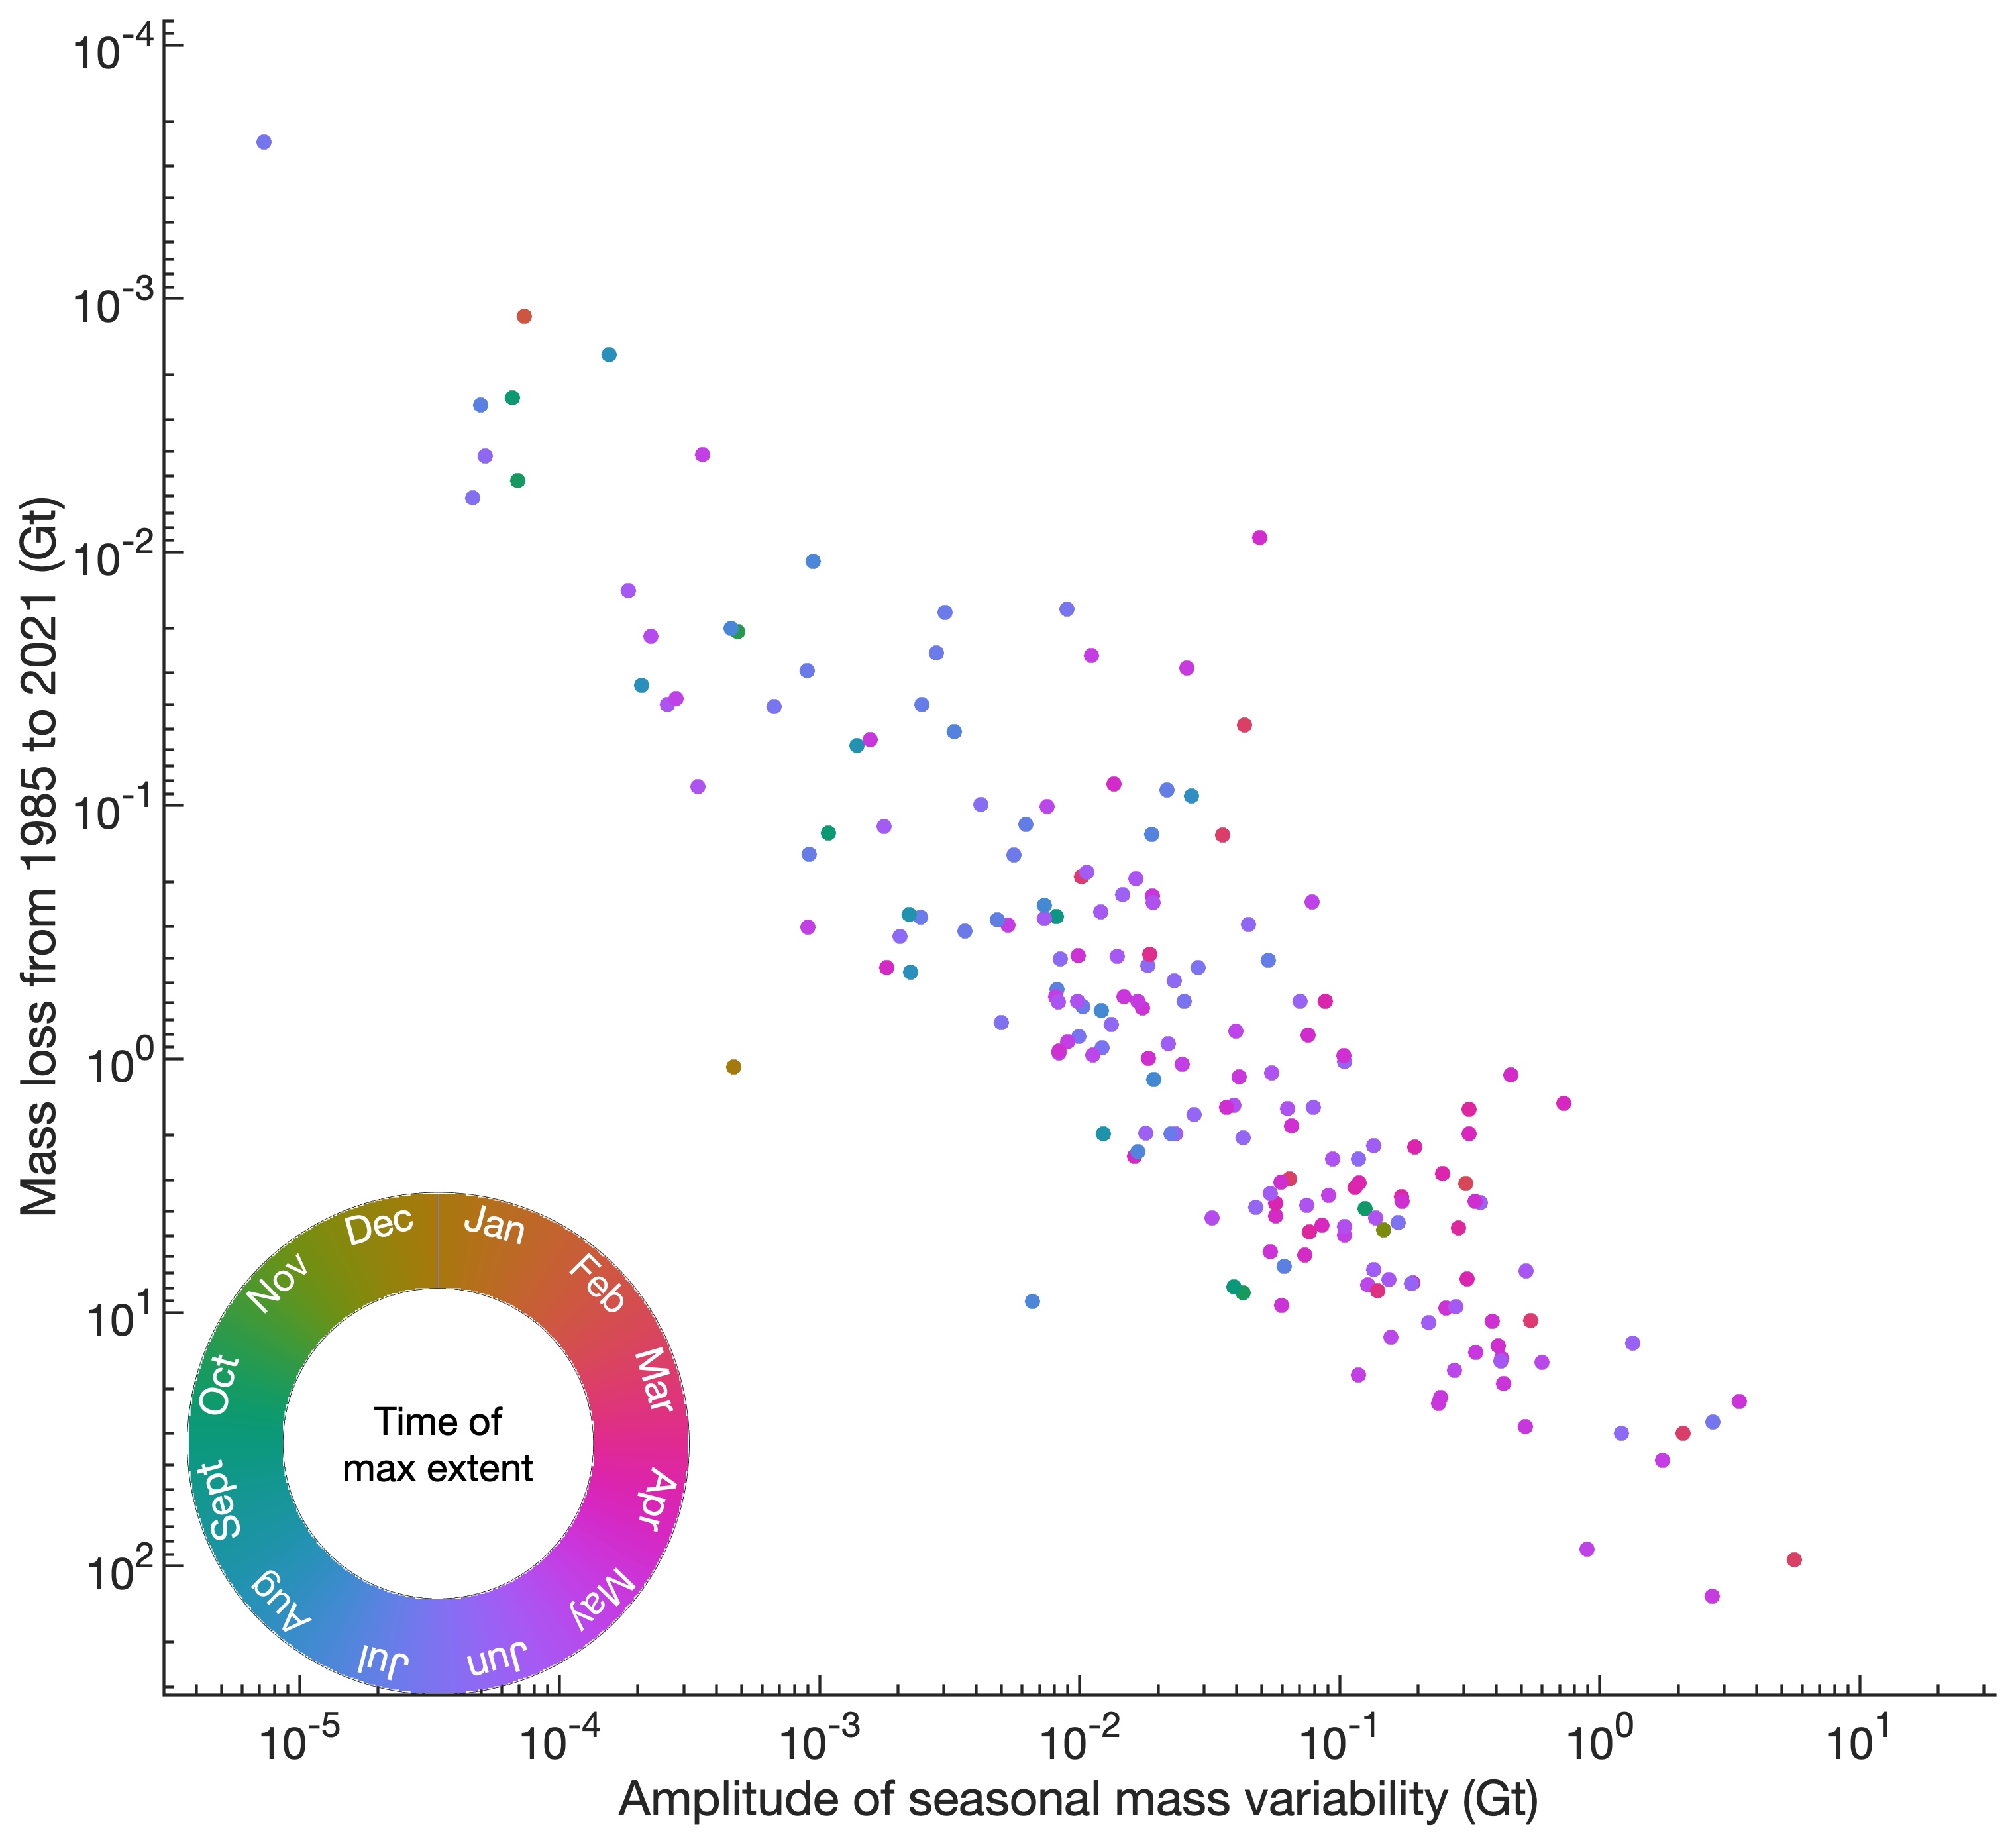 10-4
10-3
10-2
10-1
100
101
102
Mass loss from 1985 to 2021 (Gt)
Jan
Feb
Mar
Apr
May
Jun
Jul
Aug
Sept
Oct
Nov
Dec
Time of
max extent
10-5
10-4
10-3
10-2
10-1
100
101
Amplitude of seasonal mass variability (Gt)